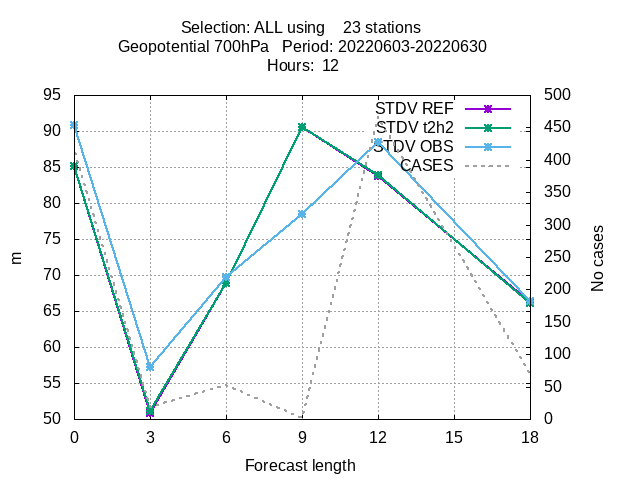 Selection: ALL using 23 stations
Geopotential 700hPa Period: 20220603-20220630
Hours: 12
95 500
90 450
85 400
80 350
75 300
70 250
65 200
60 150
55 100
50 50
0
m
No cases
STDV REF
STDV t2h2
STDV OBS
CASES
0 3 6 9 12 15 18
Forecast length